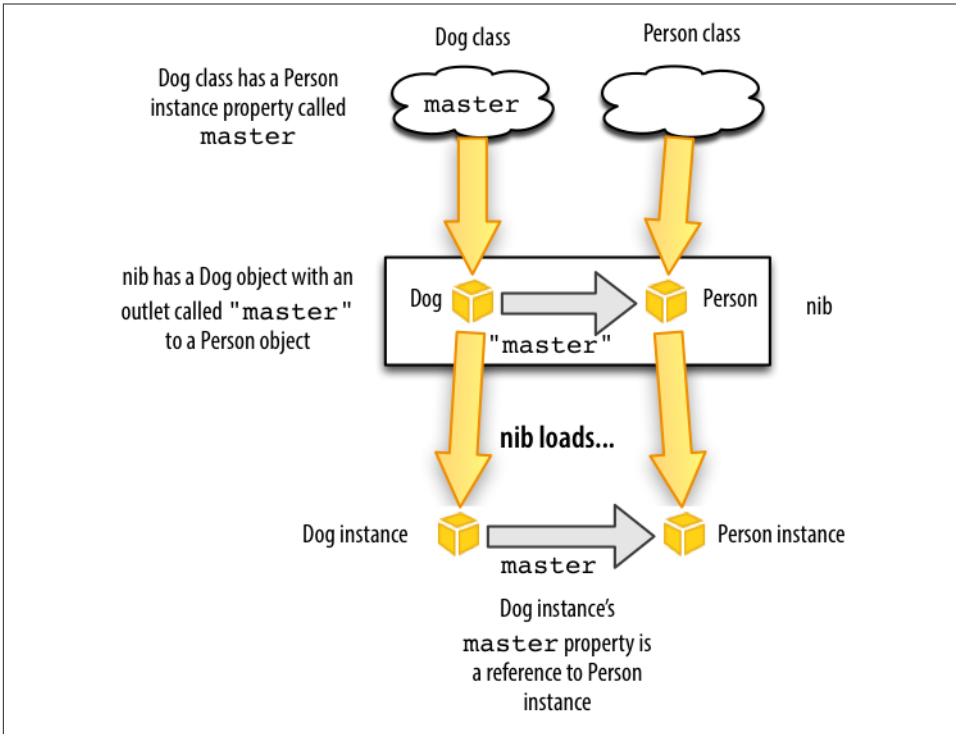 Dog class
Person class
Dog class has a Person
instance property called
master
master
nib has a Dog object with an
outlet called "master"
to a Person object
Dog
Person
"master"
nib
nib loads...
Dog instance
Person instance
master
Dog instance’s
master property is
a reference to Person
instance